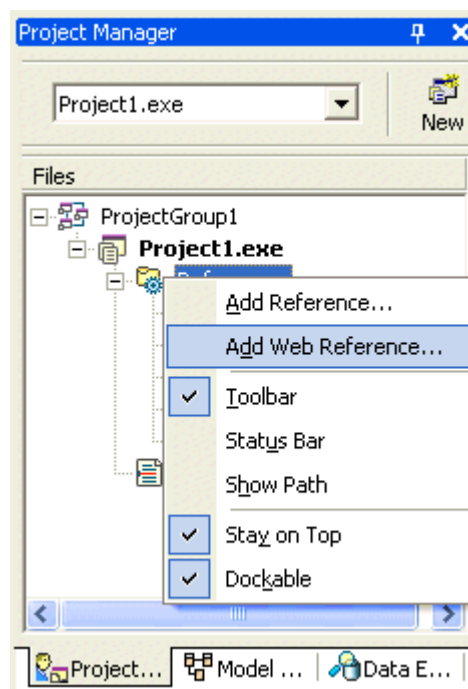 Project Manager
Project1.exe
New
Files
ProjectGroup1
Project1.exe
Add Reference...
Add Web Reference...
Toolbar
Status Bar
Show Path
Stay on Top
Dockable
Project... Model ... Data E...